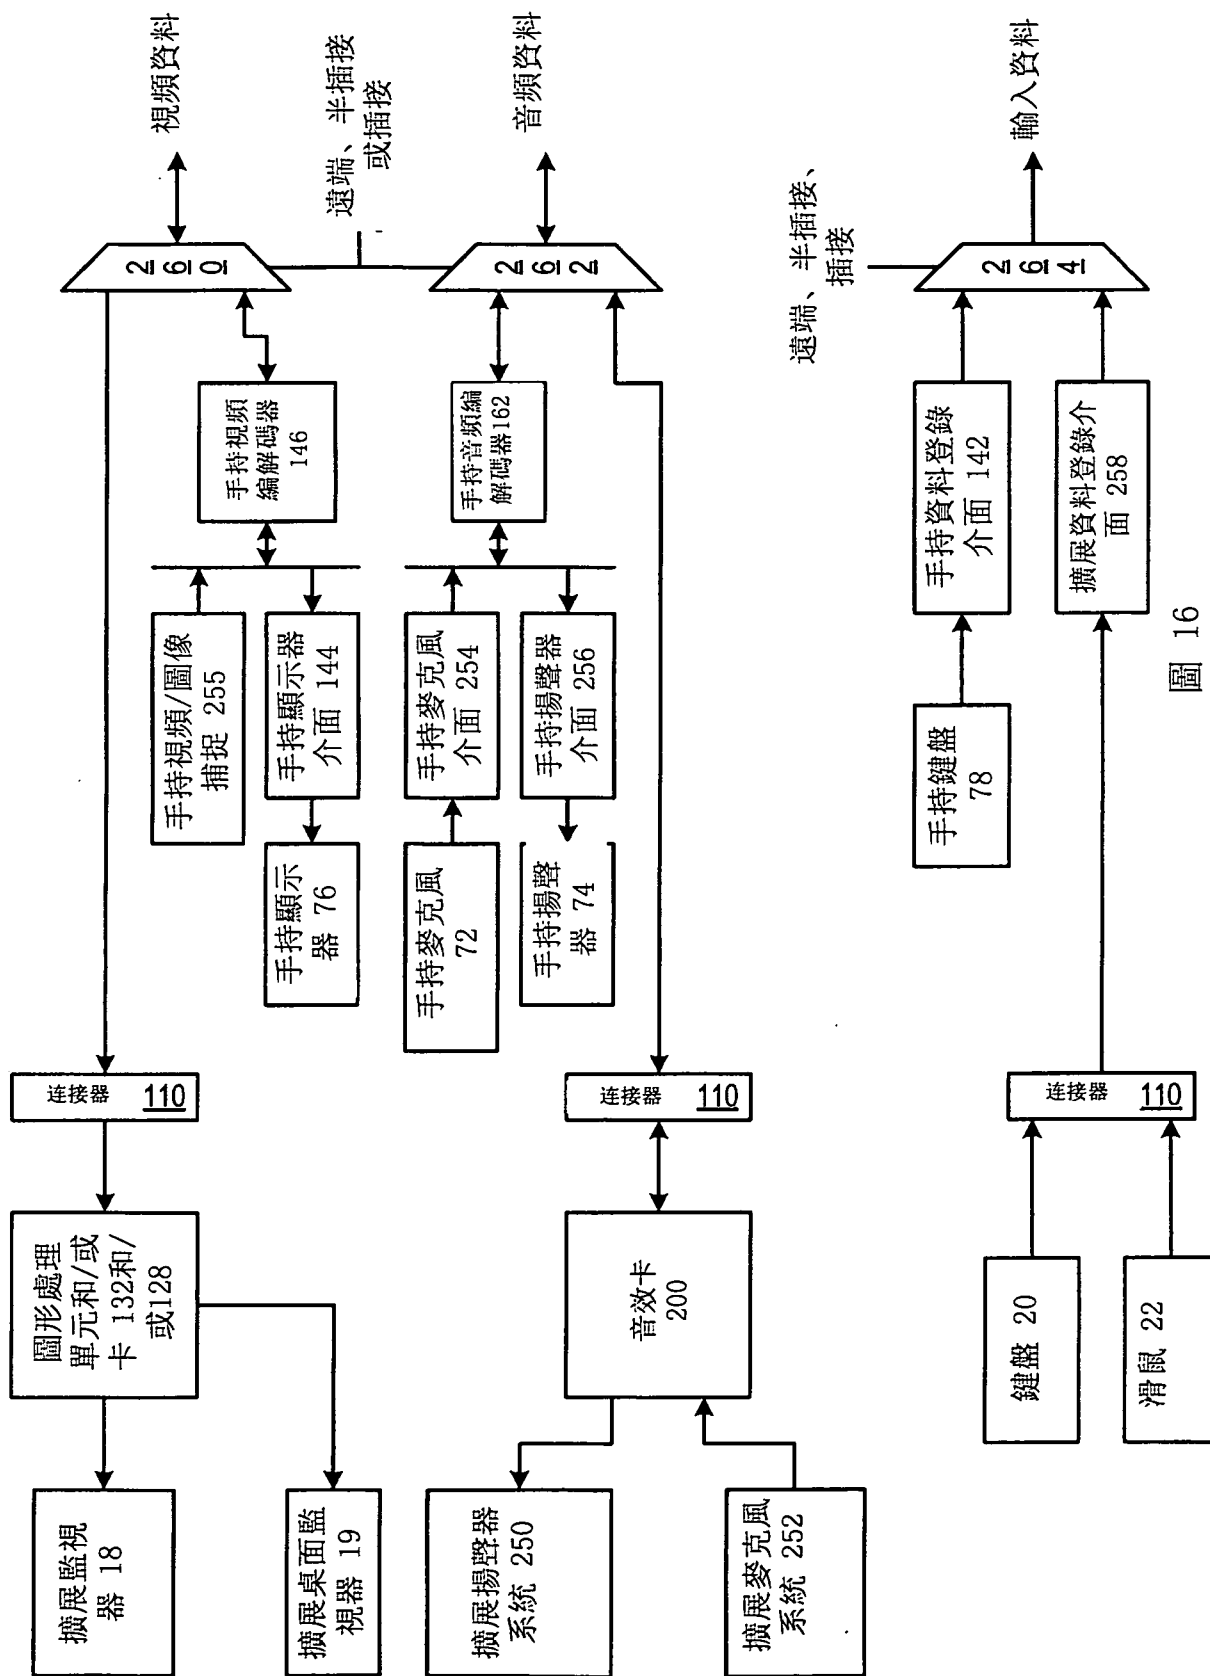 擴展監視
器 18
圖形處理
單元和/或
卡 132和/
或128
连接器 110
260
視頻資料
擴展桌面監
視器 19
手持視頻/圖像
捕捉 255
手持視頻
編解碼器
146
手持顯示
器 76
手持顯示器
介面 144
遠端、半插接
或插接
擴展揚聲器
系統 250
音效卡
200
连接器 110
手持麥克風
72
手持麥克風
介面 254
手持音頻編
解碼器162
262
音頻資料
手持揚聲
器 74
手持揚聲器
介面 256
擴展麥克風
系統 252
遠端、半插接、
插接
手持鍵盤
78
手持資料登錄
介面 142
264
輸入資料
鍵盤 20
连接器 110
擴展資料登錄介
面 258
滑鼠 22
圖 16